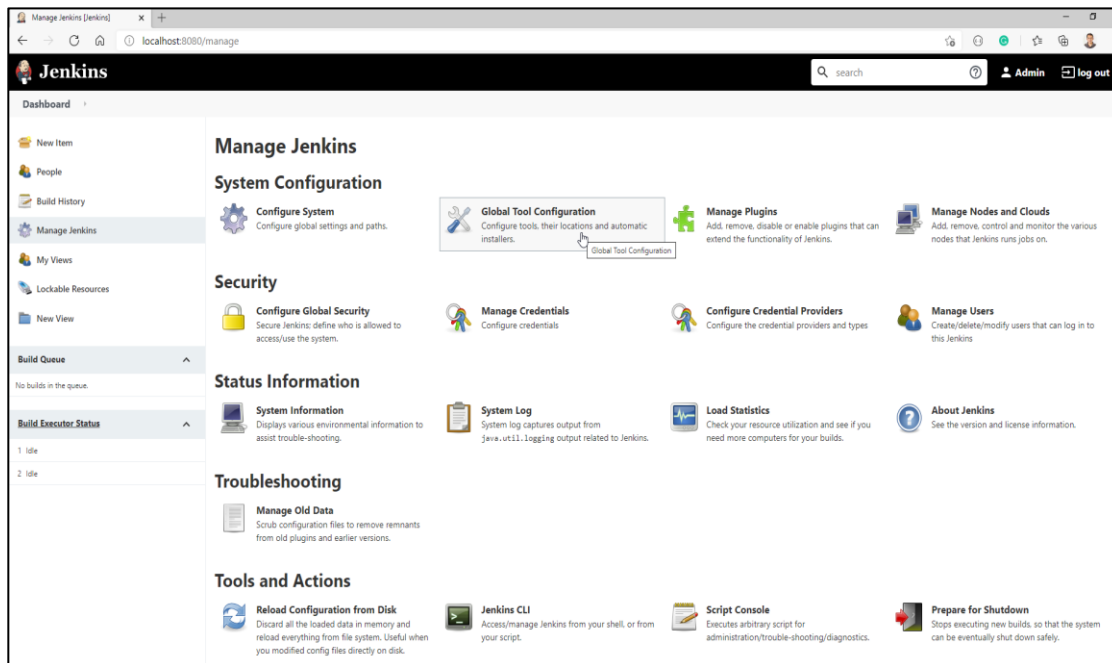 Manage Jenkins [Jenkins]
localhost:8080/manage
Jenkins
search
Admin
log out
Dashboard
New Item
People
Build History
Manage Jenkins
My Views
Lockable Resources
New View
Build Queue
No builds in the queue.
Build Executor Status
1 Idle
2 Idle
Manage Jenkins
System Configuration
Configure System
Configure global settings and paths.
Global Tool Configuration
Configure tools, their locations and automatic
installers.
Global Tool Configuration
Manage Plugins
Add, remove, disable or enable plugins that can
extend the functionality of Jenkins.
Manage Nodes and Clouds
Add, remove, control and monitor the various
nodes that Jenkins runs jobs on.
Security
Configure Global Security
Secure Jenkins; define who is allowed to
access/use the system.
Manage Credentials
Configure credentials
Configure Credential Providers
Configure the credential providers and types
Manage Users
Create/delete/modify users that can log in to
this Jenkins
Status Information
System Information
Displays various environmental information to
assist trouble-shooting.
System Log
System log captures output from
java.util.logging output related to Jenkins.
Load Statistics
Check your resource utilization and see if you
need more computers for your builds.
About Jenkins
See the version and license information.
Troubleshooting
Manage Old Data
Scrub configuration files to remove remnants
from old plugins and earlier versions.
Tools and Actions
Reload Configuration from Disk
Discard all the loaded data in memory and
reload everything from file system. Useful when
you modified config files directly on disk.
Jenkins CLI
Access/manage Jenkins from your shell, or from
your script.
Script Console
Executes arbitrary script for
administration/trouble-shooting/diagnostics.
Prepare for Shutdown
Stops executing new builds, so that the system
can be eventually shut down safely.